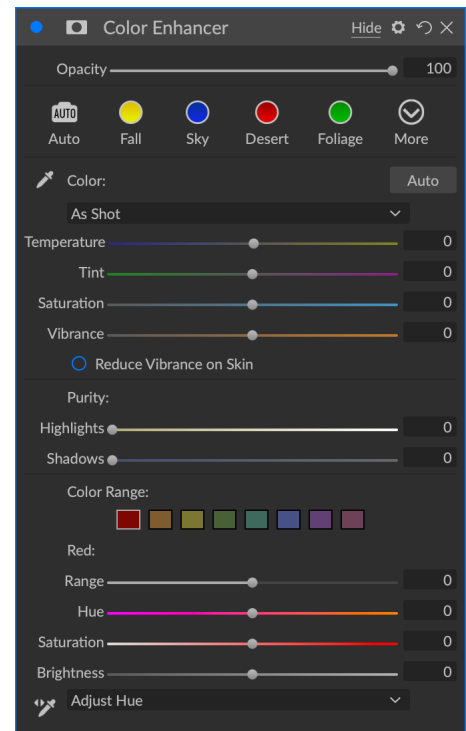 Color Enhancer Hide
Opacity 100
AUTO
Auto Fall Sky Desert Foliage More
Color: Auto
As Shot
Temperature 0
Tint 0
Saturation 0
Vibrance 0
Reduce Vibrance on Skin
Purity:
Highlights 0
Shadows 0
Color Range:
Red:
Range 0
Hue 0
Saturation 0
Brightness 0
Adjust Hue